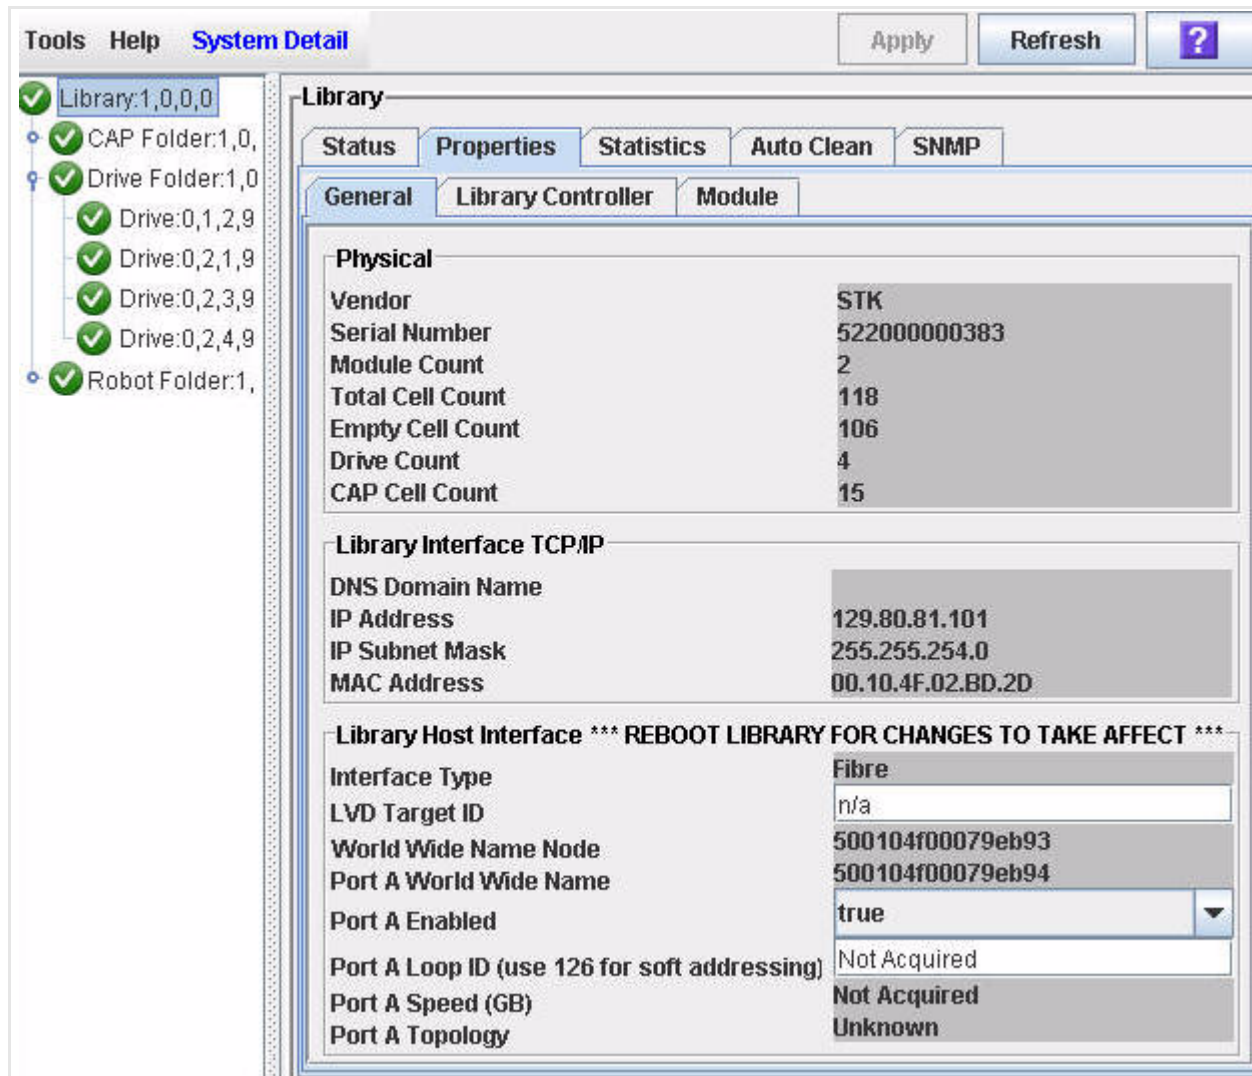 Tools Help System Detail Apply Refresh ?
Library:1,0,0,0
CAP Folder:1,0,
Drive Folder:1,0
Drive:0,1,2,9
Drive:0,2,1,9
Drive:0,2,3,9
Drive:0,2,4,9
Robot Folder:1,
Library
Status Properties Statistics Auto Clean SNMP
General Library Controller Module
Physical
Vendor STK
Serial Number 522000000383
Module Count 2
Total Cell Count 118
Empty Cell Count 106
Drive Count 4
CAP Cell Count 15
Library Interface TCP/IP
DNS Domain Name
IP Address 129.80.81.101
IP Subnet Mask 255.255.254.0
MAC Address 00.10.4F.02.BD.2D
Library Host Interface *** REBOOT LIBRARY FOR CHANGES TO TAKE AFFECT ***
Interface Type Fibre
LVD Target ID n/a
World Wide Name Node 500104f00079eb93
Port A World Wide Name 500104f00079eb94
Port A Enabled true
Port A Loop ID (use 126 for soft addressing) Not Acquired
Port A Speed (GB) Not Acquired
Port A Topology Unknown